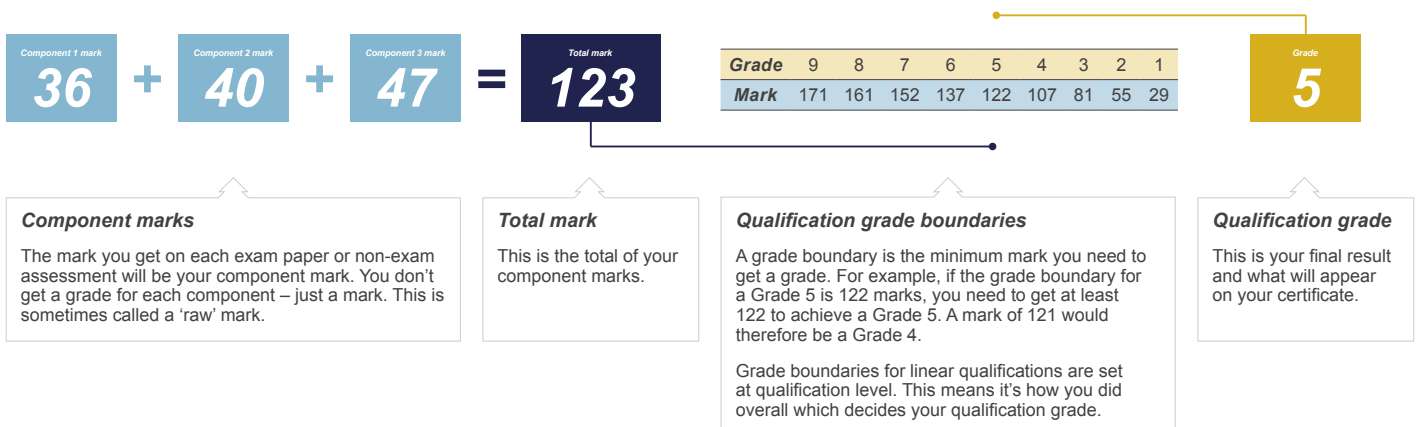 Component 1 mark
36
+
Component 2 mark
40
+
Component 3 mark
47
=
Total mark
123
Grade 9 8 7 6 5 4 3 2 1
Mark 171 161 152 137 122 107 81 55 29
Grade
5
Component marks
The mark you get on each exam paper or non-exam
assessment will be your component mark. You don’t
get a grade for each component – just a mark. This is
sometimes called a ‘raw’ mark.
Total mark
This is the total of your
component marks.
Qualification grade boundaries
A grade boundary is the minimum mark you need to
get a grade. For example, if the grade boundary for
a Grade 5 is 122 marks, you need to get at least
122 to achieve a Grade 5. A mark of 121 would
therefore be a Grade 4.
Grade boundaries for linear qualifications are set
at qualification level. This means it’s how you did
overall which decides your qualification grade.
Qualification grade
This is your final result
and what will appear
on your certificate.